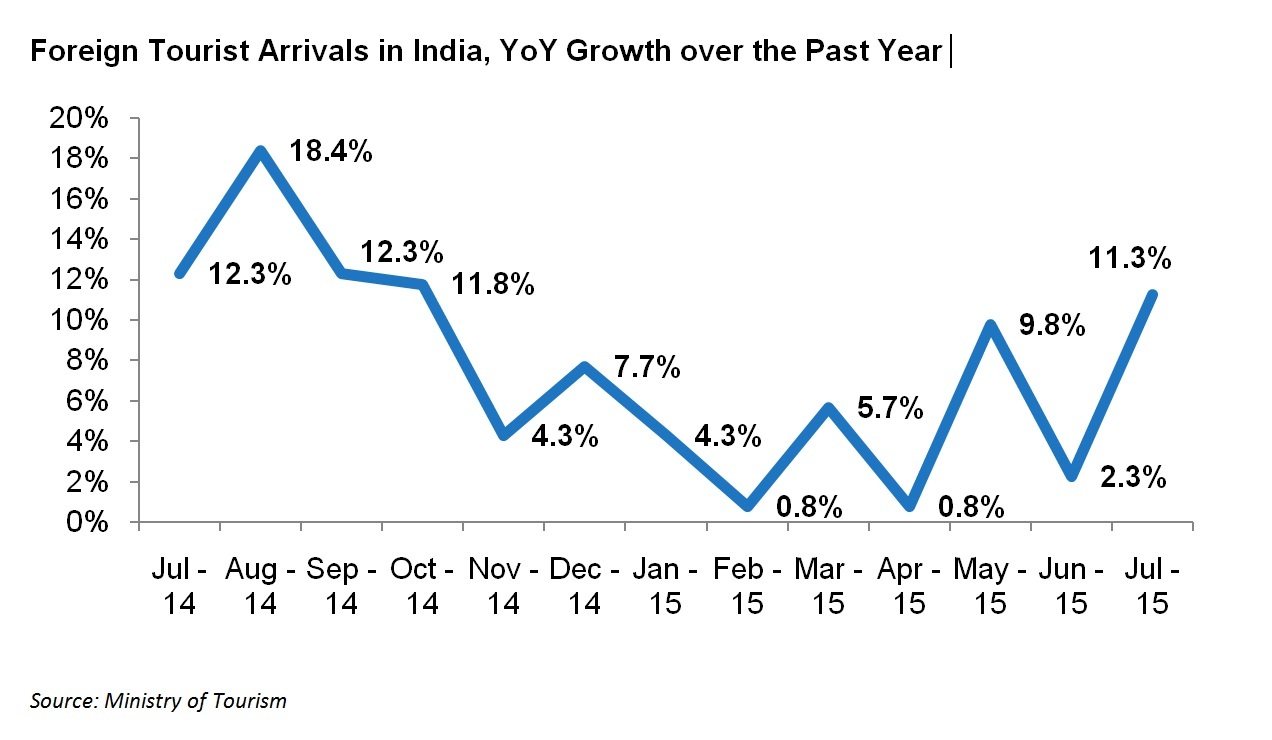 Foreign Tourist Arrivals in India, YoY Growth over the Past Year
20%
18%
16%
14%
12%
10%
8%
6%
4%
2%
0%
12.3%
18.4%
12.3%
11.8%
4.3%
7.7%
4.3%
0.8%
5.7%
0.8%
9.8%
2.3%
11.3%
Jul - 14
Aug - 14
Sep - 14
Oct - 14
Nov - 14
Dec - 14
Jan - 15
Feb - 15
Mar - 15
Apr - 15
May - 15
Jun - 15
Jul - 15
Source: Ministry of Tourism